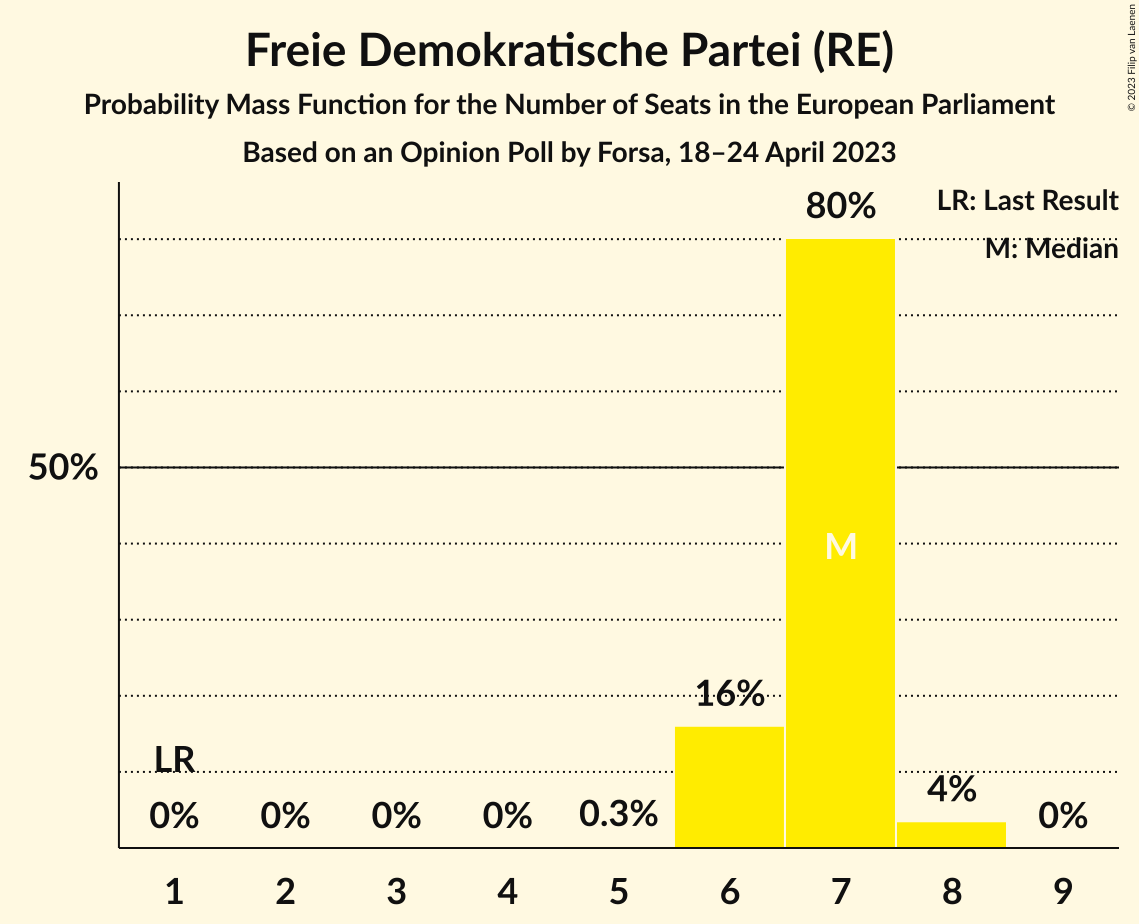 Freie Demokratische Partei (RE)
Probability Mass Function for the Number of Seats in the European Parliament
Based on an Opinion Poll by Forsa, 18–24 April 2023
© 2023 Filip van Laenen
LR: Last Result
M: Median
80%
50%
M
16%
LR
4%
0% 0% 0% 0% 0.3% 0%
1 2 3 4 5 6 7 8 9